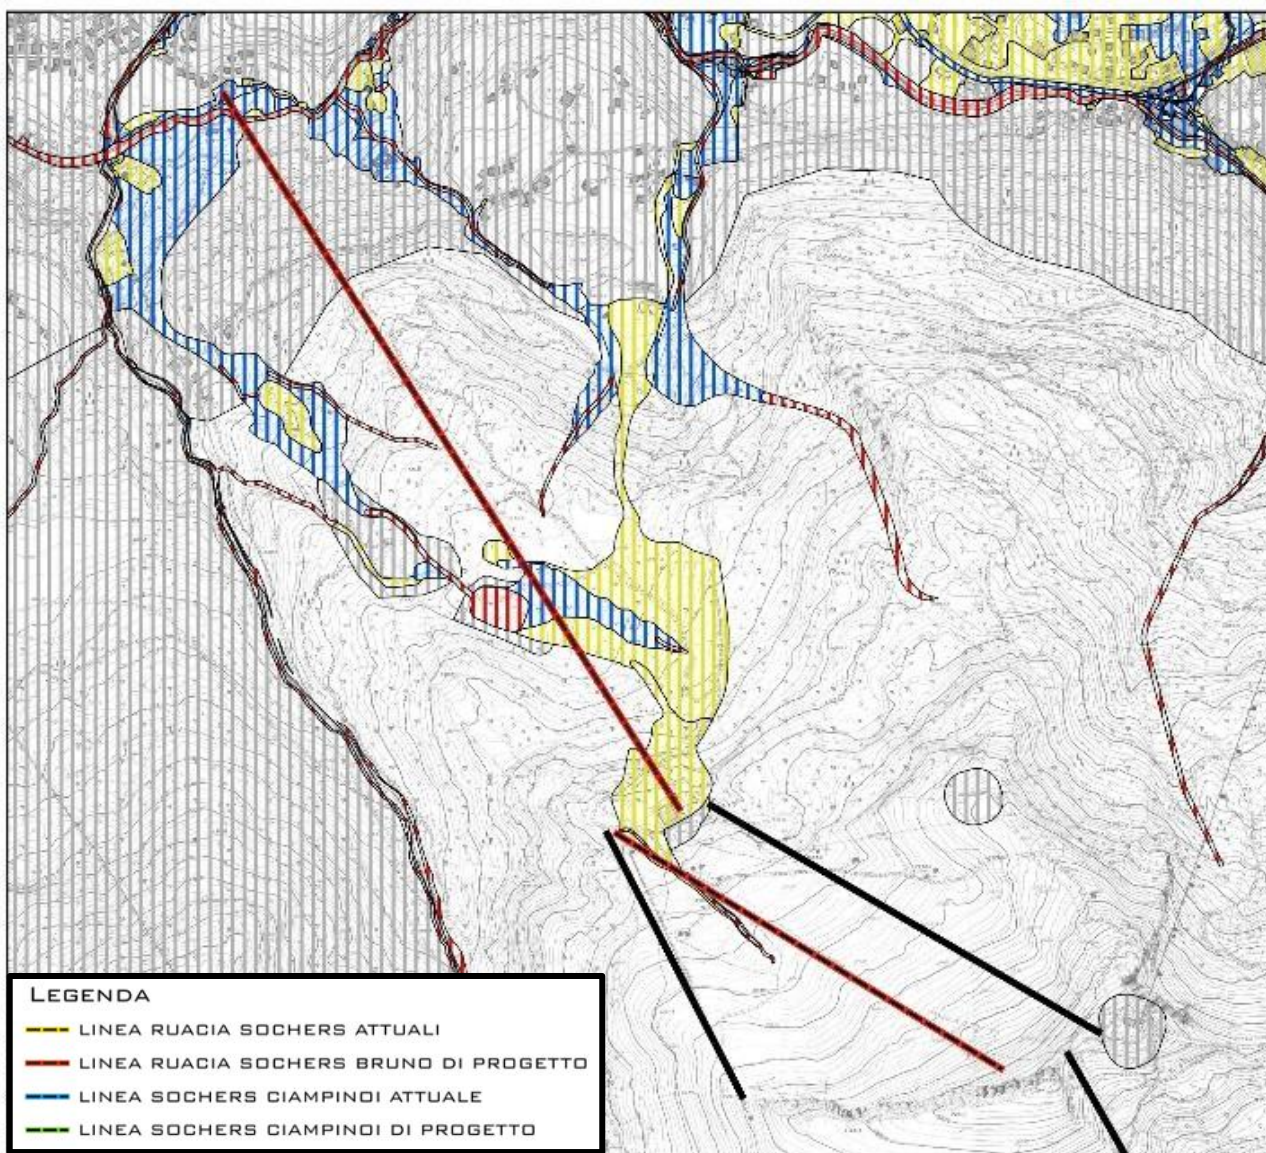 LEGENDA
LINEA RUACIA SOCHERS ATTUALI
LINEA RUACIA SOCHERS BRUNO DI PROGETTO
LINEA SOCHERS CIAMPINOI ATTUALE
LINEA SOCHERS CIAMPINOI DI PROGETTO